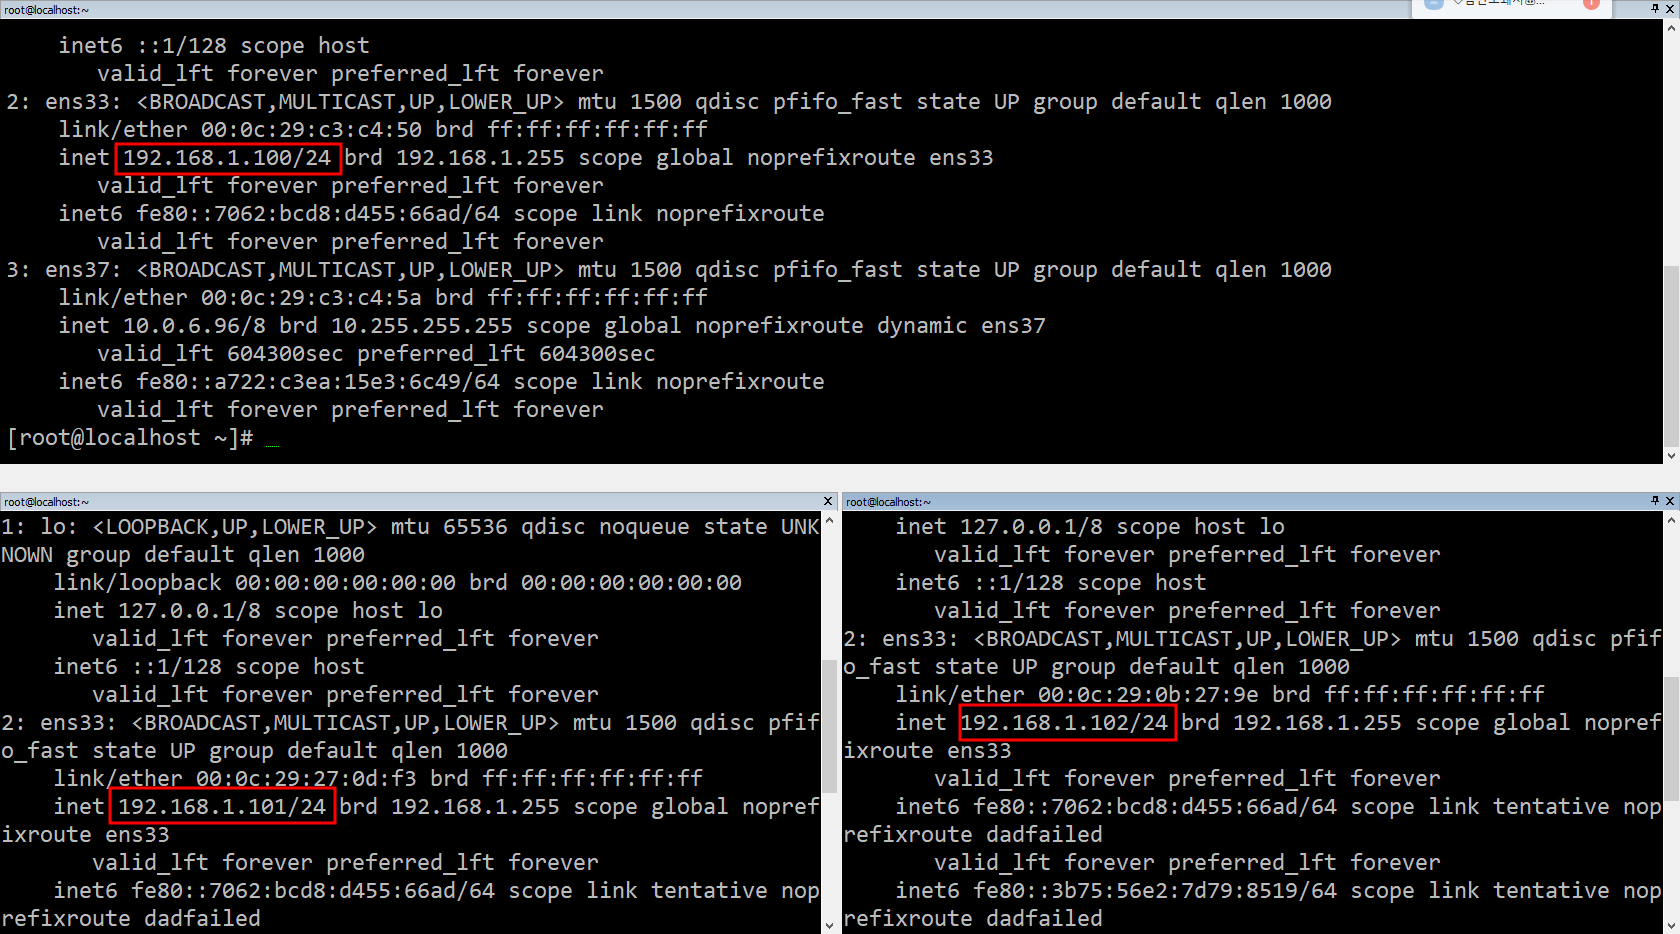 root@localhost:~
inet6 ::1/128 scope host
valid_lft forever preferred_lft forever
2: ens33: <BROADCAST,MULTICAST,UP,LOWER_UP> mtu 1500 qdisc pfifo_fast state UP group default qlen 1000
link/ether 00:0c:29:c3:c4:50 brd ff:ff:ff:ff:ff:ff
inet 192.168.1.100/24 brd 192.168.1.255 scope global noprefixroute ens33
valid_lft forever preferred_lft forever
inet6 fe80::7062:bcd8:d455:66ad/64 scope link noprefixroute
valid_lft forever preferred_lft forever
3: ens37: <BROADCAST,MULTICAST,UP,LOWER_UP> mtu 1500 qdisc pfifo_fast state UP group default qlen 1000
link/ether 00:0c:29:c3:c4:5a brd ff:ff:ff:ff:ff:ff
inet 10.0.6.96/8 brd 10.255.255.255 scope global noprefixroute dynamic ens37
valid_lft 604300sec preferred_lft 604300sec
inet6 fe80::a722:c3ea:15e3:6c49/64 scope link noprefixroute
valid_lft forever preferred_lft forever
[root@localhost ~]# _
root@localhost:~
1: lo: <LOOPBACK,UP,LOWER_UP> mtu 65536 qdisc noqueue state UNK
NOWN group default qlen 1000
link/loopback 00:00:00:00:00:00 brd 00:00:00:00:00:00
inet 127.0.0.1/8 scope host lo
valid_lft forever preferred_lft forever
inet6 ::1/128 scope host
valid_lft forever preferred_lft forever
2: ens33: <BROADCAST,MULTICAST,UP,LOWER_UP> mtu 1500 qdisc pfif
o_fast state UP group default qlen 1000
link/ether 00:0c:29:27:0d:f3 brd ff:ff:ff:ff:ff:ff
inet 192.168.1.101/24 brd 192.168.1.255 scope global nopref
ixroute ens33
valid_lft forever preferred_lft forever
inet6 fe80::7062:bcd8:d455:66ad/64 scope link tentative nop
refixroute dadfailed
root@localhost:~
inet 127.0.0.1/8 scope host lo
valid_lft forever preferred_lft forever
inet6 ::1/128 scope host
valid_lft forever preferred_lft forever
2: ens33: <BROADCAST,MULTICAST,UP,LOWER_UP> mtu 1500 qdisc pfif
o_fast state UP group default qlen 1000
link/ether 00:0c:29:0b:27:9e brd ff:ff:ff:ff:ff:ff
inet 192.168.1.102/24 brd 192.168.1.255 scope global nopref
ixroute ens33
valid_lft forever preferred_lft forever
inet6 fe80::7062:bcd8:d455:66ad/64 scope link tentative nop
refixroute dadfailed
valid_lft forever preferred_lft forever
inet6 fe80::3b75:56e2:7d79:8519/64 scope link tentative nop
refixroute dadfailed